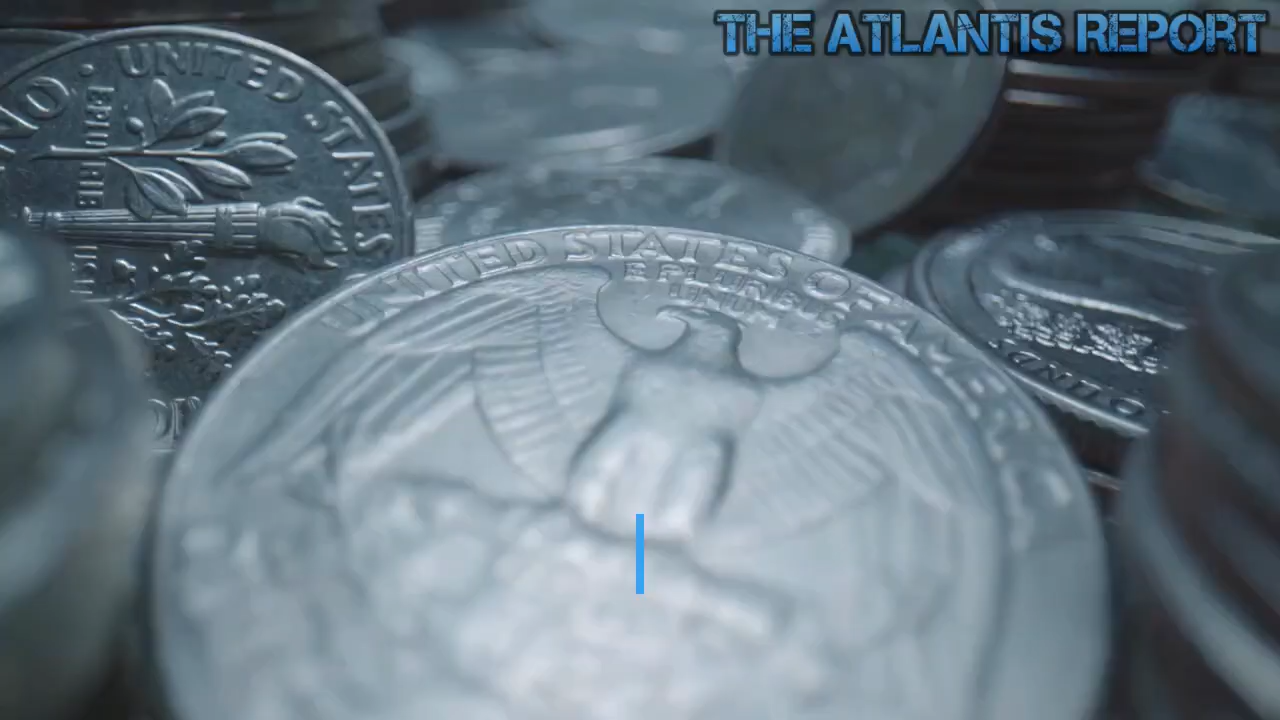 THE ATLANTIS REPORT
UNITED STATES
UNITED STATES OF AMERICA
E PLURIBUS
UNUM